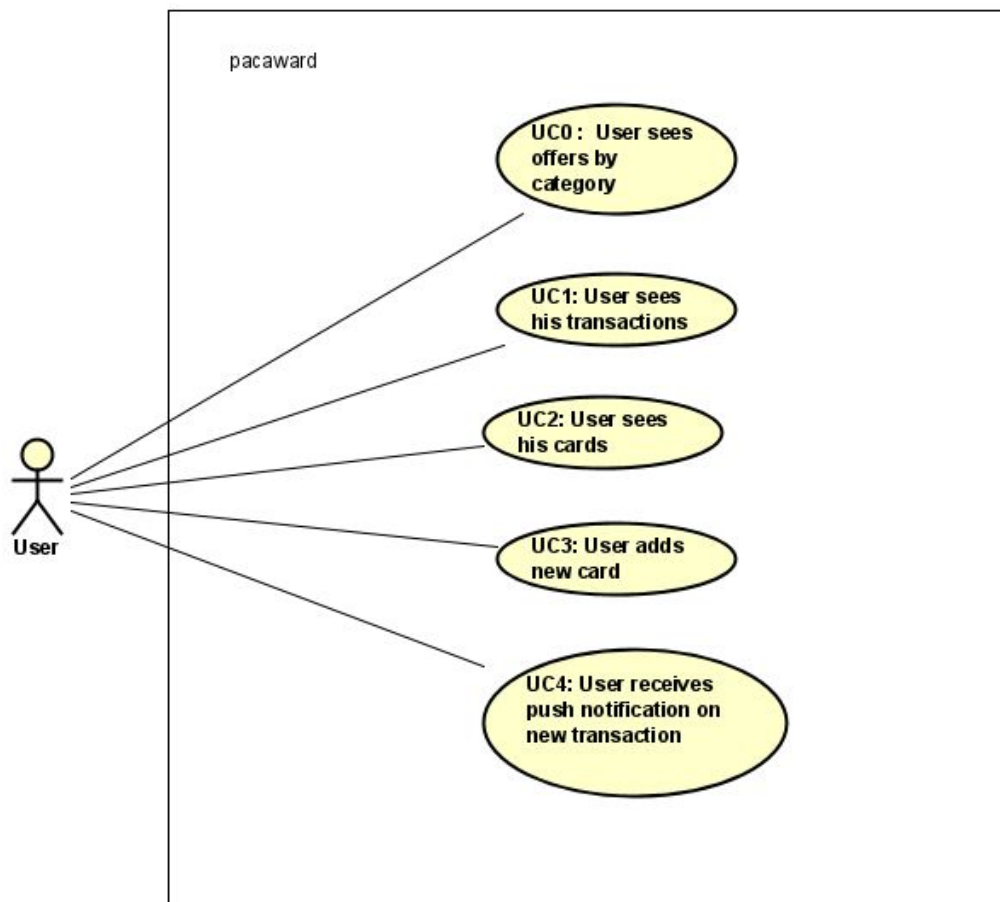 pacaward
UC0 :  User sees
offers by
category
UC1: User sees
his transactions
UC2: User sees
his cards
User
UC3: User adds
new card
UC4: User receives
push notification on
new transaction